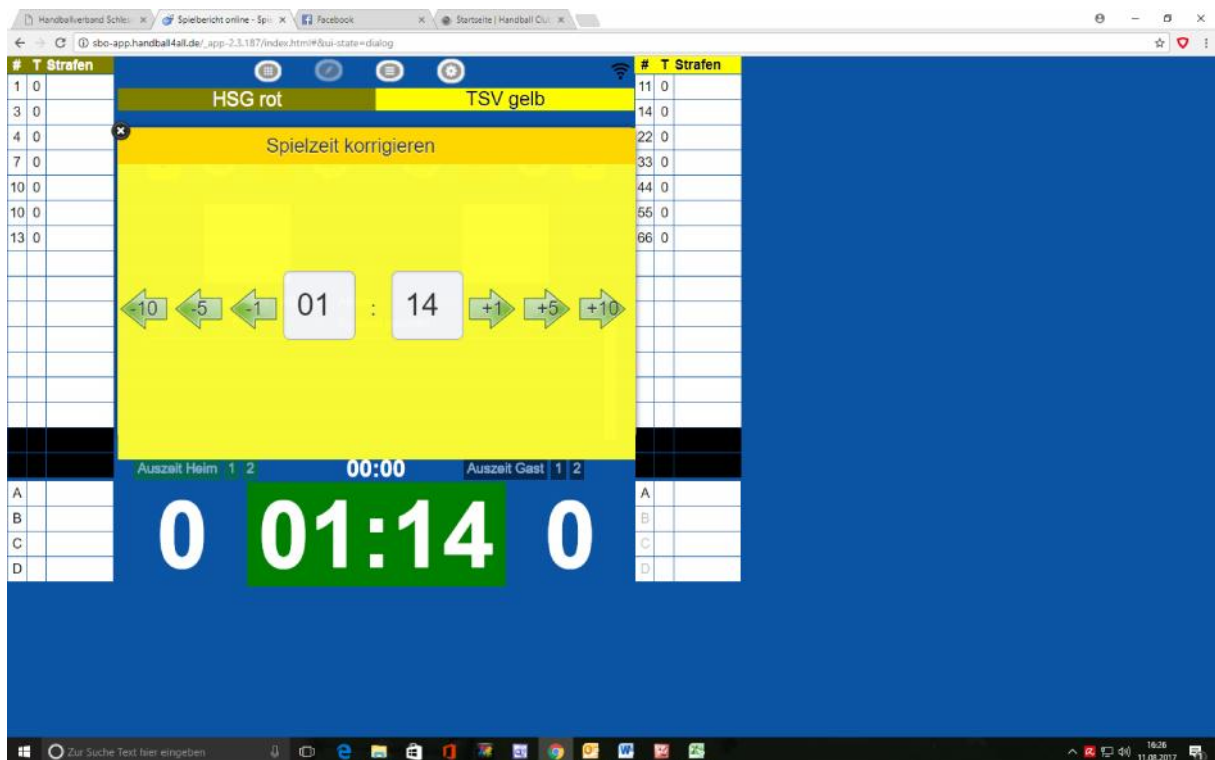 Handballverband Schles
Spielbericht online - Spi
Facebook
Startseite | Handball Clu
sbo-app.handball4all.de/_app-2.3.187/index.html#&ui-state=dialog
# T Strafen
1 0
3 0
4 0
7 0
10 0
10 0
13 0
A
B
C
D
HSG rot
TSV gelb
Spielzeit korrigieren
-10 -5 -1 01 : 14 +1 +5 +10
Auszeit Heim 1 2
00:00
Auszeit Gast 1 2
0 01:14 0
# T Strafen
11 0
14 0
22 0
33 0
44 0
55 0
66 0
A
B
C
D
Zur Suche Text hier eingeben
16:26
11.08.2017